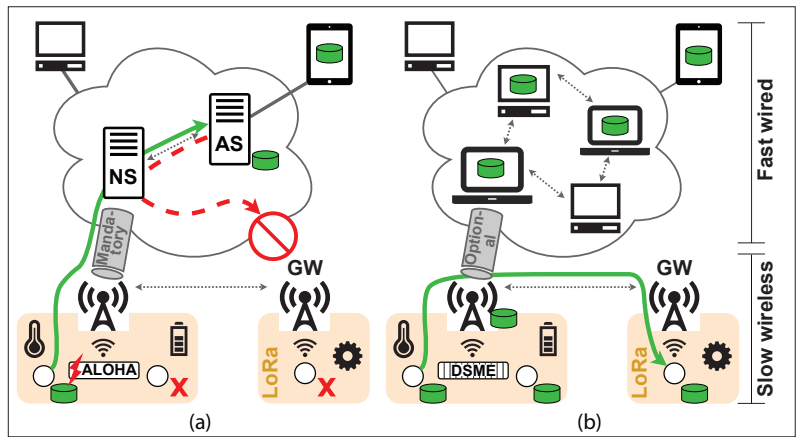 AS
NS
Manda-
tory
GW
LoRa
ALOHA
X
X
(a)
Option-
al
GW
LoRa
DSME
(b)
Fast wired
Slow wireless